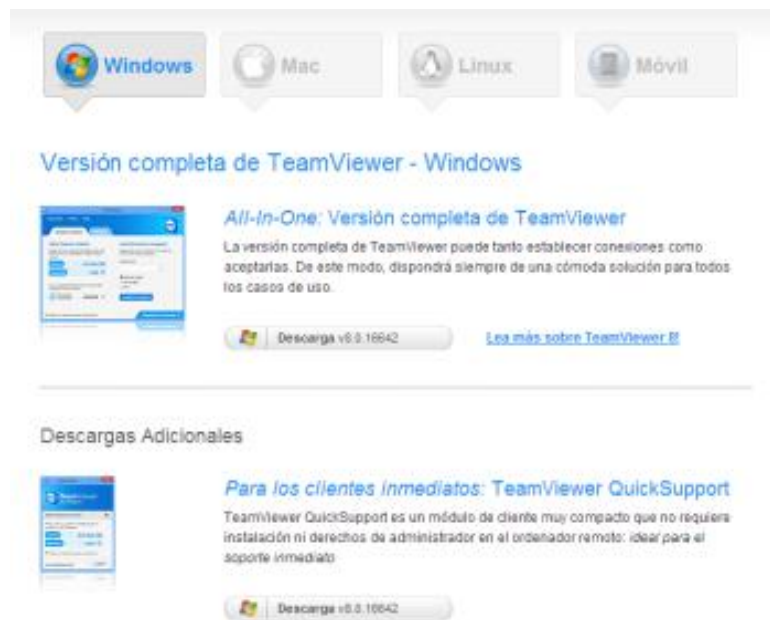 Windows
Mac
Linux
Móvil
Versión completa de TeamViewer - Windows
All-In-One: Versión completa de TeamViewer
La versión completa de TeamViewer puede tanto establecer conexiones como
aceptarlas. De este modo, dispondrá siempre de una cómoda solución para todos
los casos de uso.
Descarga v8.0.16642
Lea más sobre TeamViewer 8!
Descargas Adicionales
Para los clientes inmediatos: TeamViewer QuickSupport
TeamViewer QuickSupport es un módulo de cliente muy compacto que no requiere
instalación ni derechos de administrador en el ordenador remoto: ideal para el
soporte inmediato
Descarga v8.0.16642